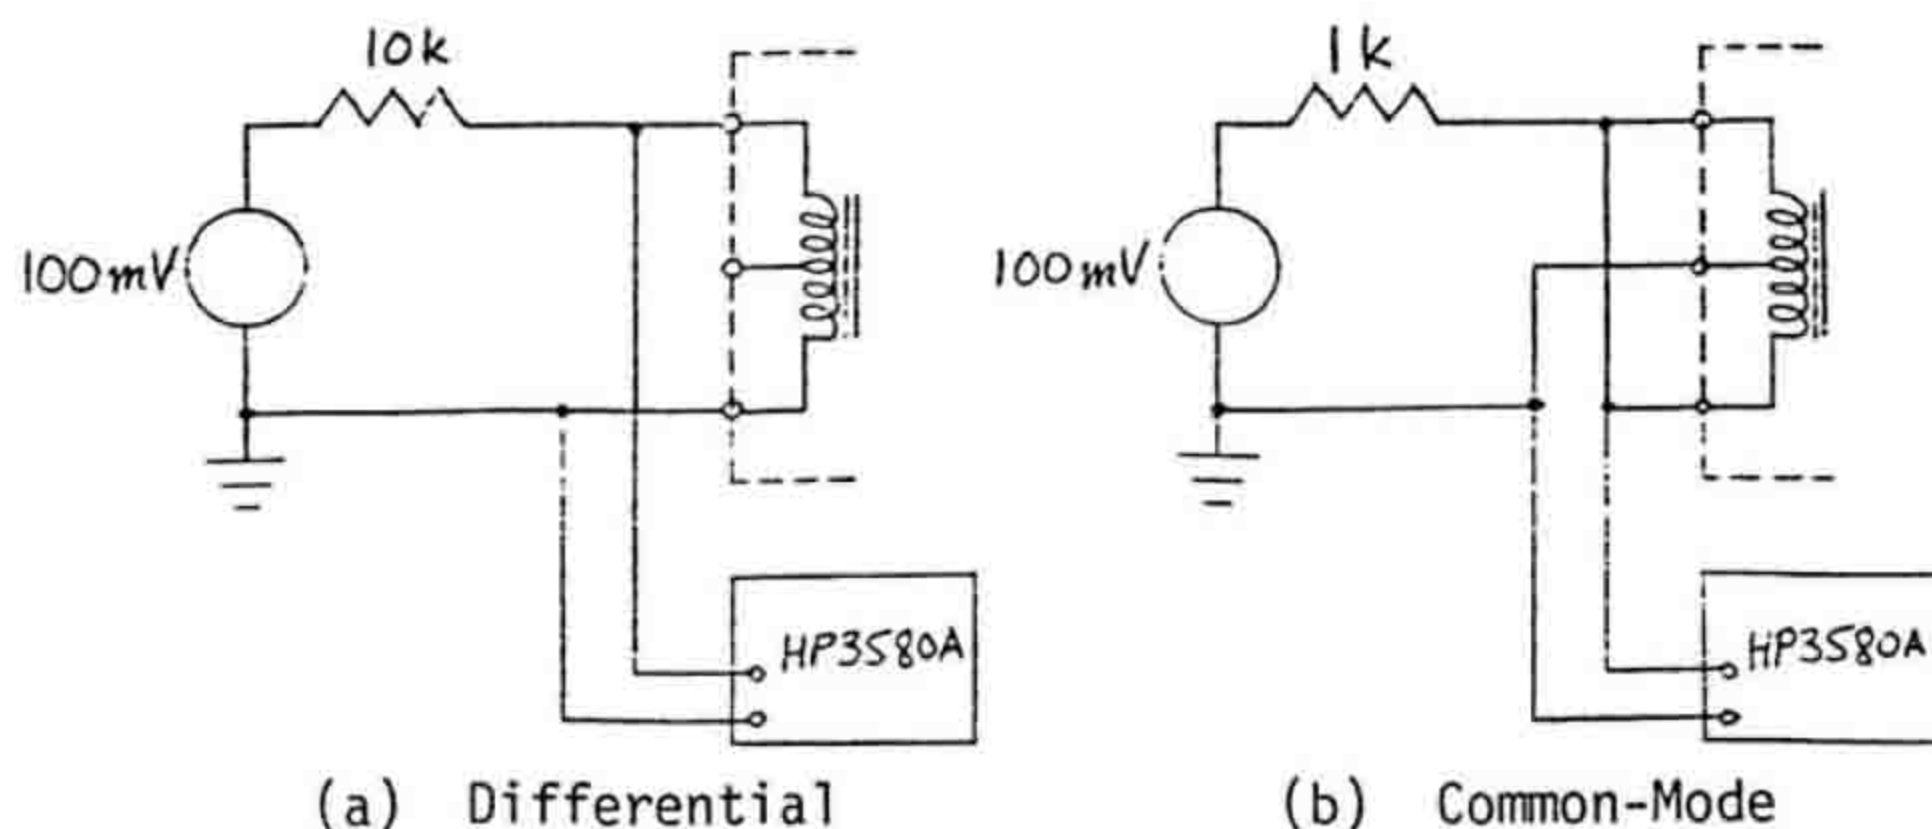 10k
100mV
HP3580A
(a) Differential
1k
100mV
HP3580A
(b) Common-Mode